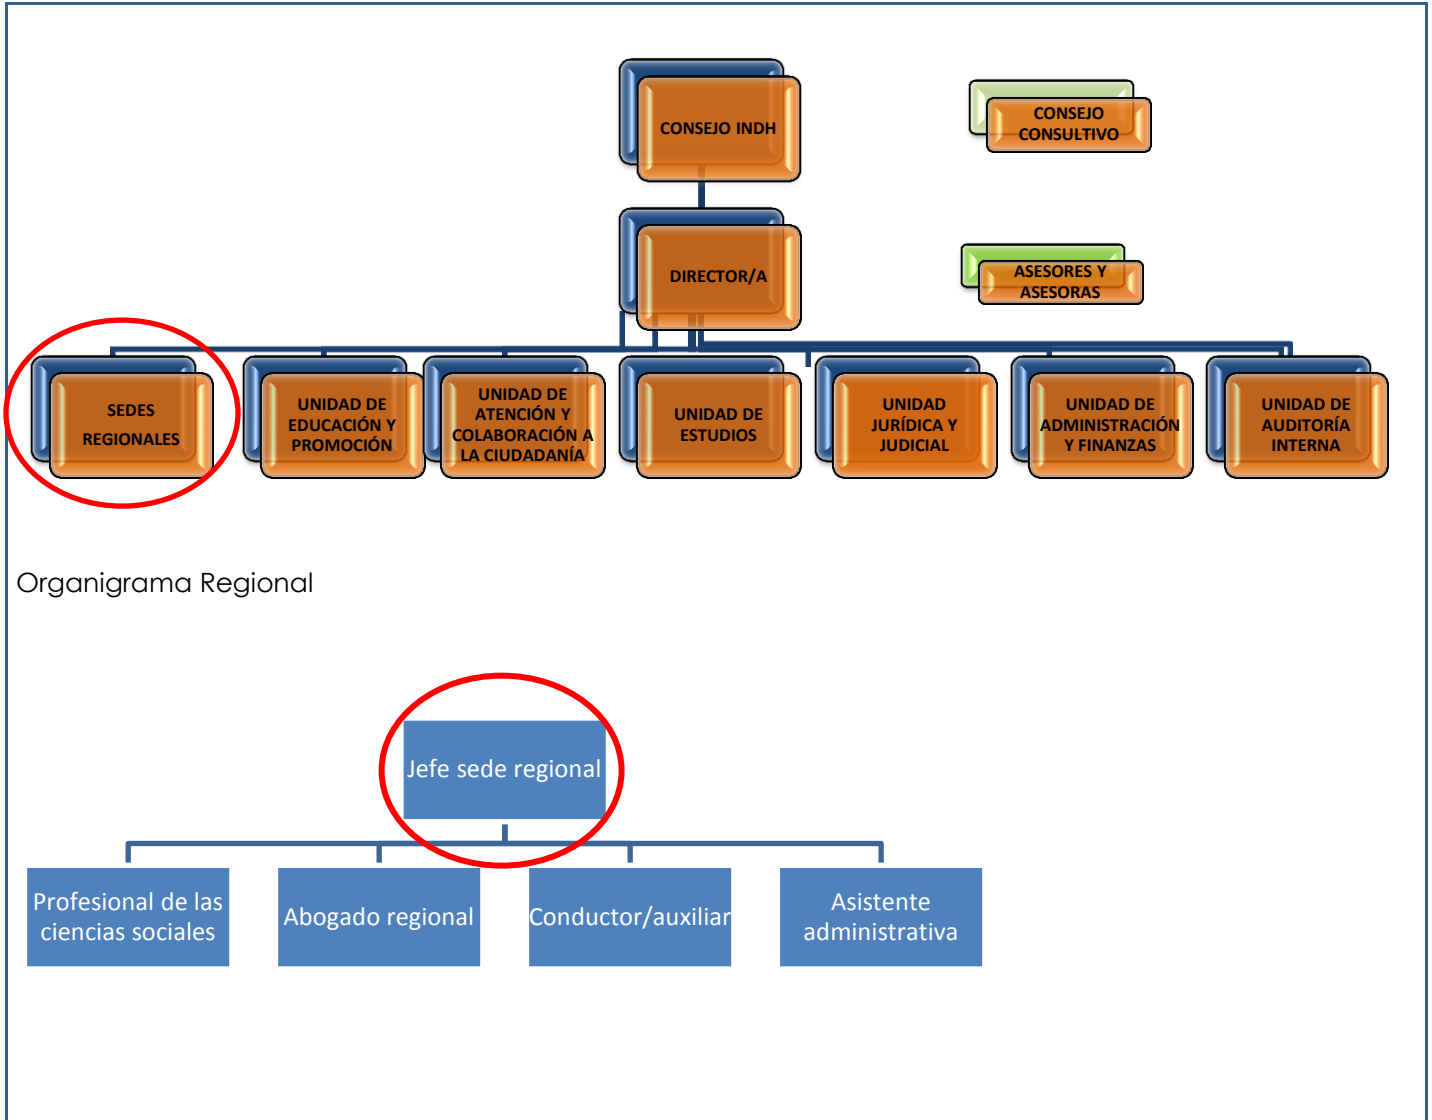 CONSEJO INDH
CONSEJO
CONSULTIVO
DIRECTOR/A
ASESORES Y
ASESORAS
SEDES
REGIONALES
UNIDAD DE
EDUCACIÓN Y
PROMOCIÓN
UNIDAD DE
ATENCIÓN Y
COLABORACIÓN A
LA CIUDADANÍA
UNIDAD DE
ESTUDIOS
UNIDAD
JURÍDICA Y
JUDICIAL
UNIDAD DE
ADMINISTRACIÓN
Y FINANZAS
UNIDAD DE
AUDITORÍA
INTERNA
Organigrama Regional
Jefe sede regional
Profesional de las
ciencias sociales
Abogado regional
Conductor/auxiliar
Asistente
administrativa